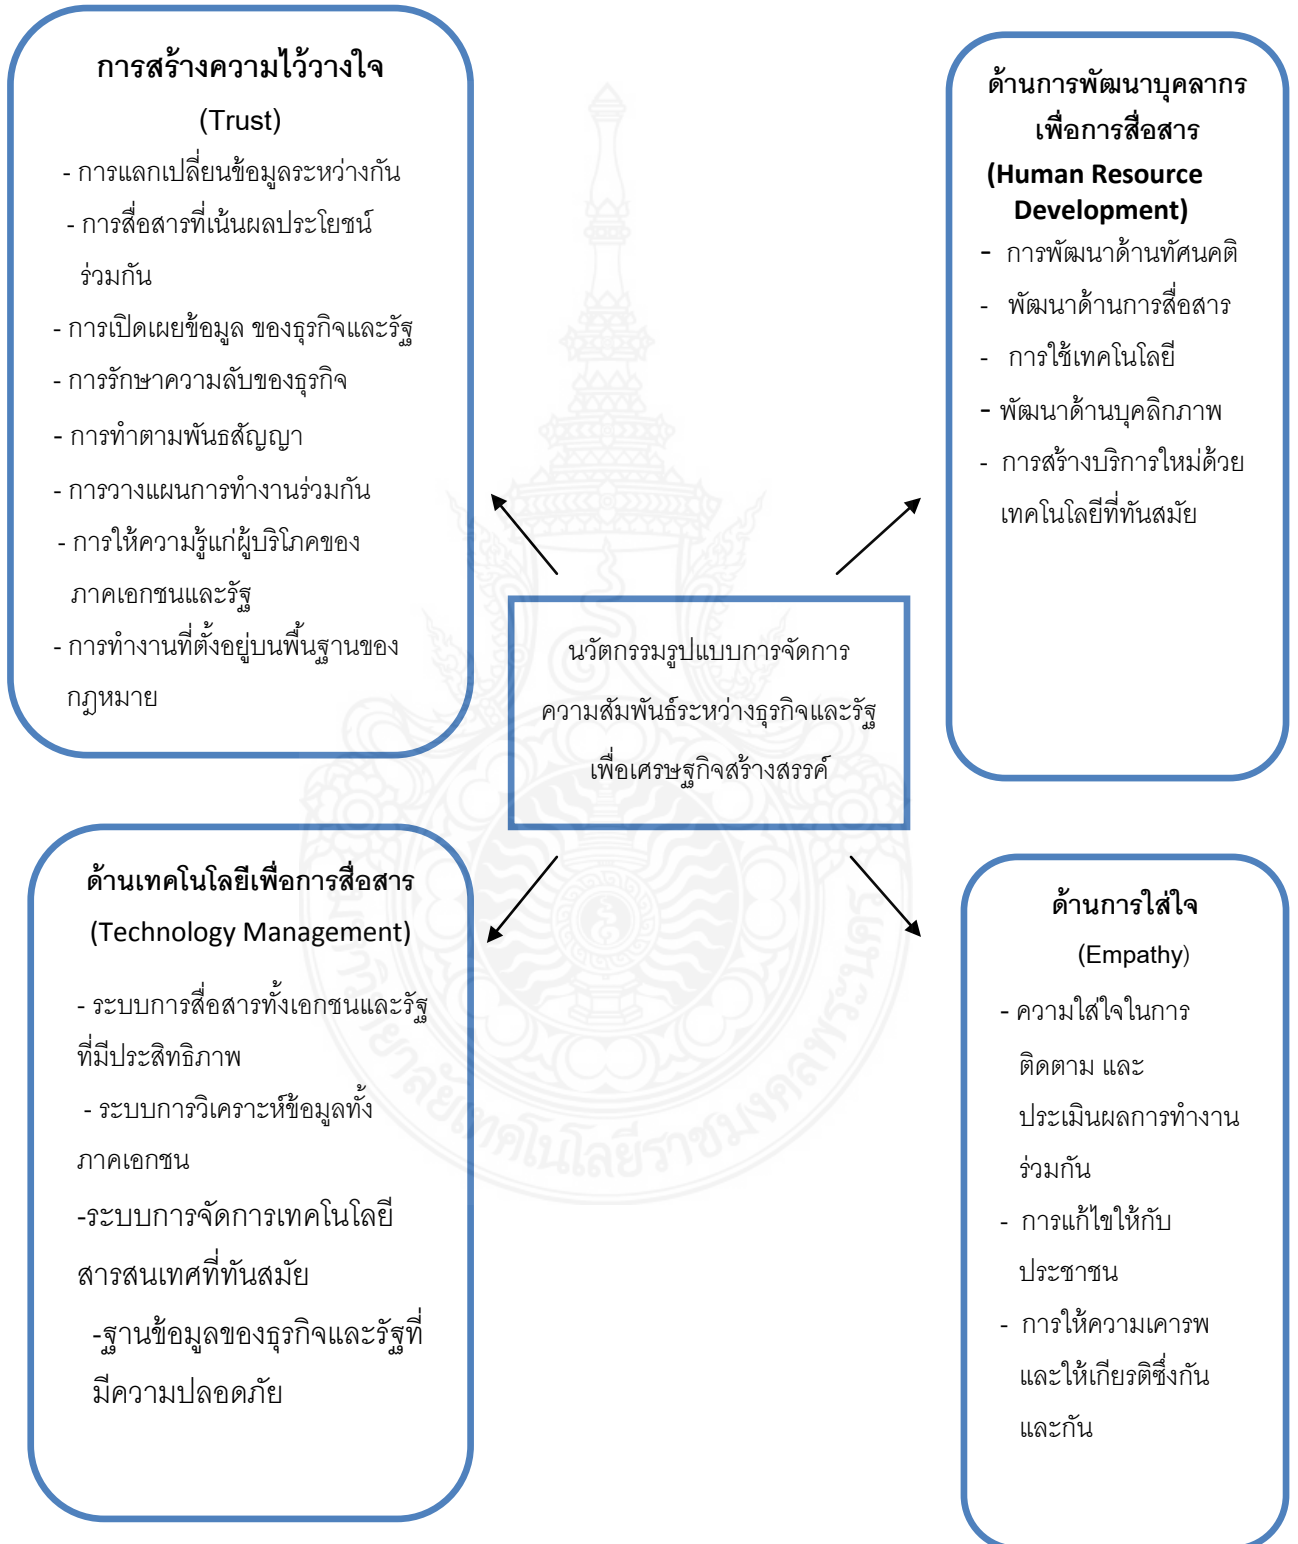 การสร้างความไว้วางใจ
(Trust)
- การแลกเปลี่ยนข้อมูลระหว่างกัน
- การสื่อสารที่เน้นผลประโยชน์
ร่วมกัน
- การเปิดเผยข้อมูล ของธุรกิจและรัฐ
- การรักษาความลับของธุรกิจ
- การทำตามพันธสัญญา
- การวางแผนการทำงานร่วมกัน
- การให้ความรู้แก่ผู้บริโภคของ
ภาคเอกชนและรัฐ
- การทำงานที่ตั้งอยู่บนพื้นฐานของ
กฎหมาย
ด้านการพัฒนาบุคลากร
เพื่อการสื่อสาร
(Human Resource
Development)
- การพัฒนาด้านทัศนคติ
- พัฒนาด้านการสื่อสาร
- การใช้เทคโนโลยี
- พัฒนาด้านบุคลิกภาพ
- การสร้างบริการใหม่ด้วย
เทคโนโลยีที่ทันสมัย
นวัตกรรมรูปแบบการจัดการ
ความสัมพันธ์ระหว่างธุรกิจและรัฐ
เพื่อเศรษฐกิจสร้างสรรค์
ด้านเทคโนโลยีเพื่อการสื่อสาร
(Technology Management)
- ระบบการสื่อสารทั้งเอกชนและรัฐ
ที่มีประสิทธิภาพ
- ระบบการวิเคราะห์ข้อมูลทั้ง
ภาคเอกชน
-ระบบการจัดการเทคโนโลยี
สารสนเทศที่ทันสมัย
-ฐานข้อมูลของธุรกิจและรัฐที่
มีความปลอดภัย
ด้านการใส่ใจ
(Empathy)
- ความใส่ใจในการ
ติดตาม และ
ประเมินผลการทำงาน
ร่วมกัน
- การแก้ไขให้กับ
ประชาชน
- การให้ความเคารพ
และให้เกียรติซึ่งกัน
และกัน
มหาวิทยาลัยเทคโนโลยีราชมงคลพระนคร